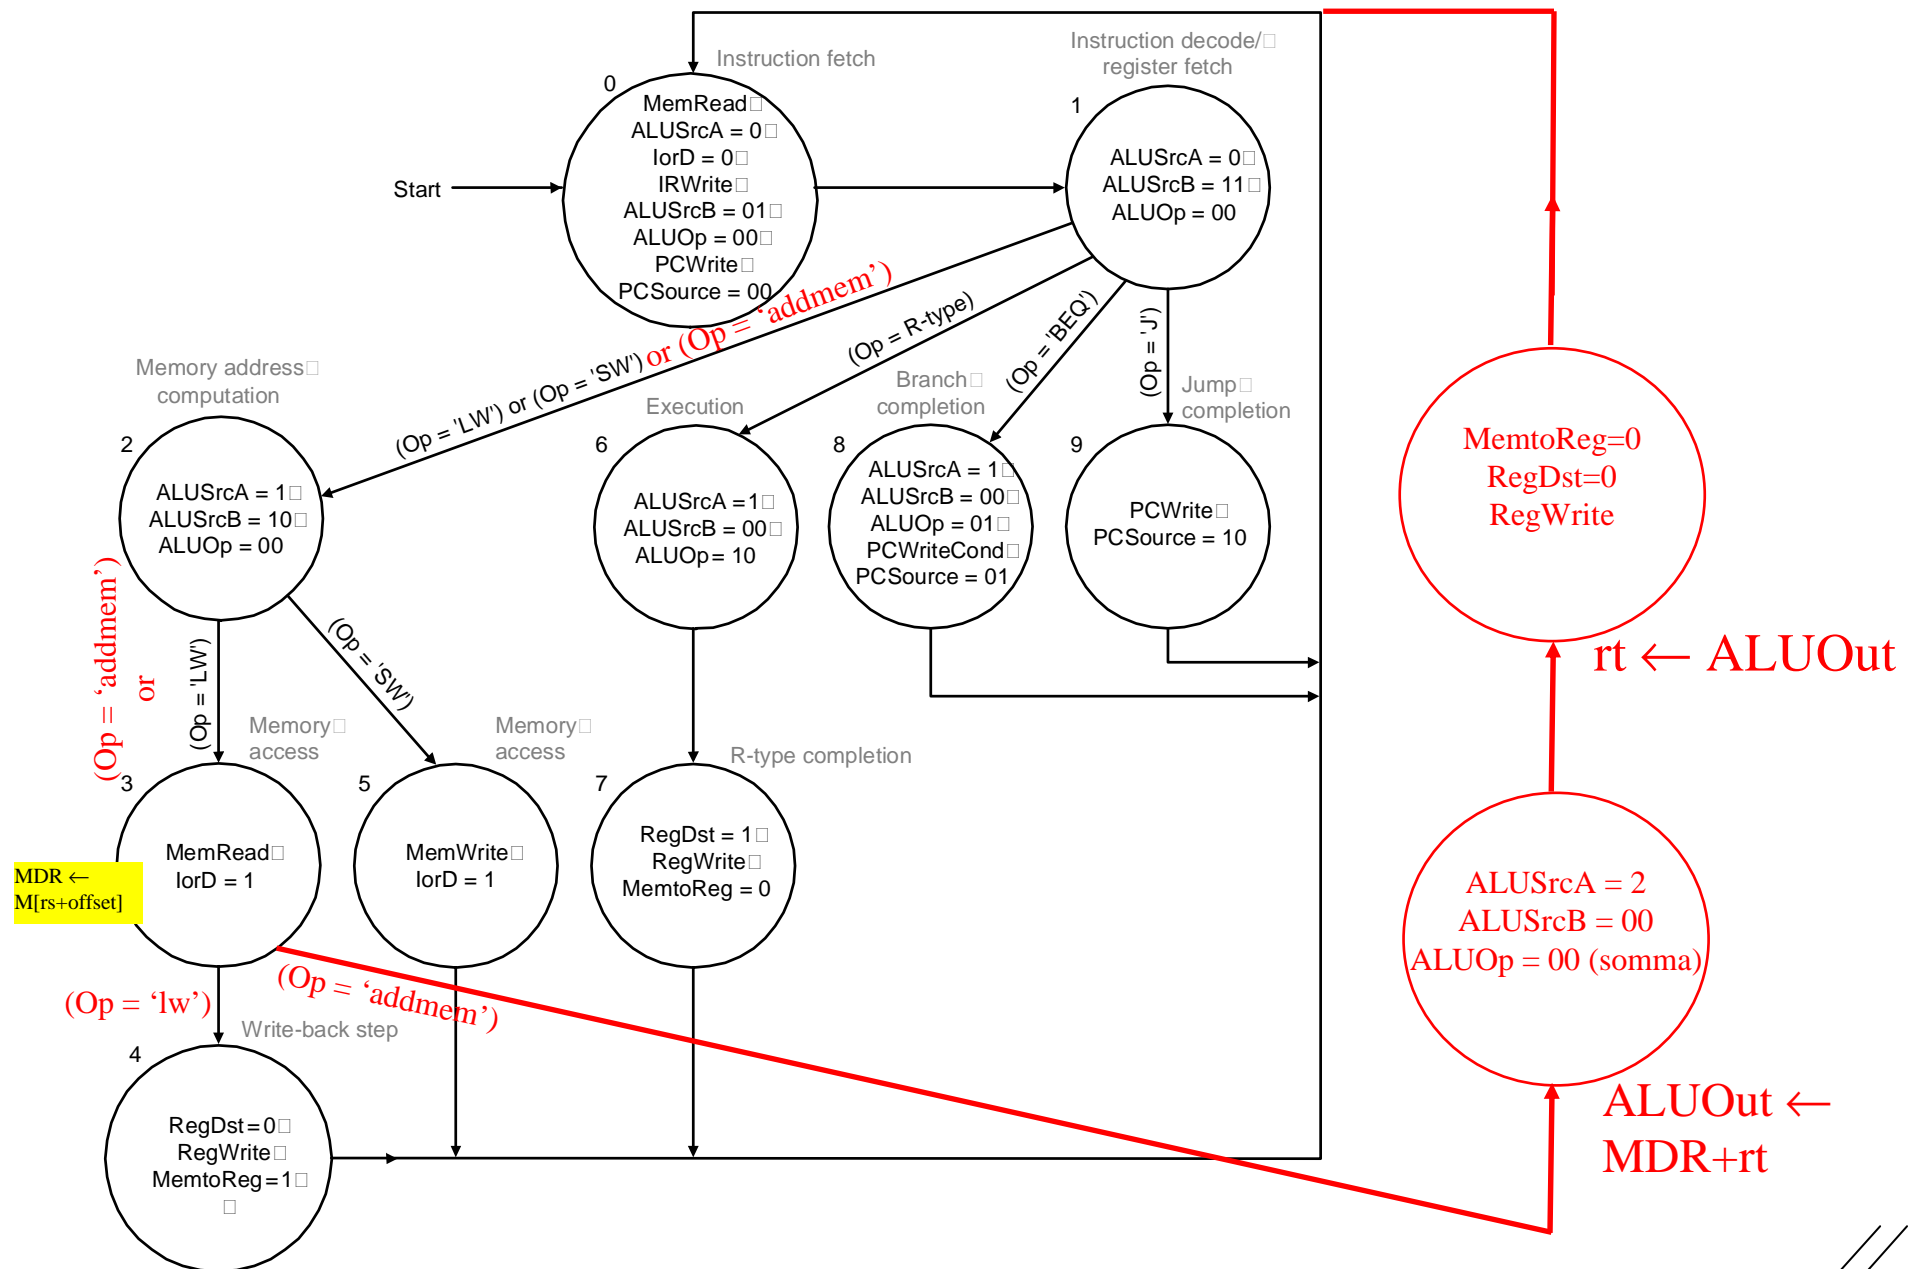 Instruction fetch
0
MemRead
ALUSrcA = 0
IorD = 0
IRWrite
ALUSrcB = 01
ALUOp = 00
PCWrite
PCSource = 00
Start
Instruction decode/
register fetch
1
ALUSrcA = 0
ALUSrcB = 11
ALUOp = 00
(Op = 'LW') or (Op = 'SW') or (Op = ‘addmem’)
(Op = R-type)
(Op = 'BEQ')
(Op = 'J')
Memory address
computation
2
ALUSrcA = 1
ALUSrcB = 10
ALUOp = 00
Execution
6
ALUSrcA =1
ALUSrcB = 00
ALUOp= 10
Branch
completion
8
ALUSrcA = 1
ALUSrcB = 00
ALUOp = 01
PCWriteCond
PCSource = 01
Jump
completion
9
PCWrite
PCSource = 10
MemtoReg=0
RegDst=0
RegWrite
rt ← ALUOut
(Op = ‘addmem’)
or
(Op = 'LW')
(Op = 'SW')
Memory
access
3
MemRead
IorD = 1
MDR ←
M[rs+offset]
Memory
access
5
MemWrite
IorD = 1
R-type completion
7
RegDst = 1
RegWrite
MemtoReg = 0
ALUSrcA = 2
ALUSrcB = 00
ALUOp = 00 (somma)
ALUOut ←
MDR+rt
(Op = ‘lw’)
(Op = ‘addmem’)
Write-back step
4
RegDst=0
RegWrite
MemtoReg=1